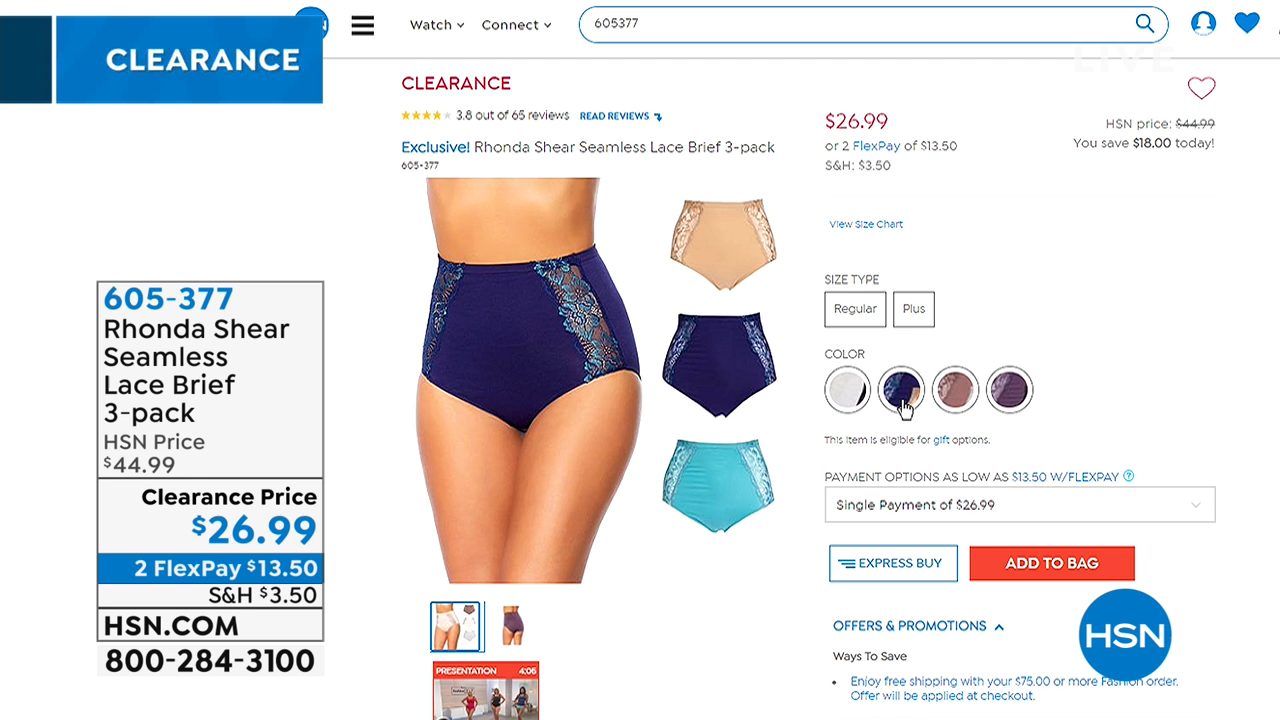 CLEARANCE
Watch
Connect
605377
LIVE
CLEARANCE
3.8 out of 65 reviews READ REVIEWS
Exclusive! Rhonda Shear Seamless Lace Brief 3-pack
605-377
$26.99
HSN price: $44.99
or 2 FlexPay of $13.50
You save $18.00 today!
S&H: $3.50
View Size Chart
SIZE TYPE
Regular
Plus
COLOR
This item is eligible for gift options.
PAYMENT OPTIONS AS LOW AS $13.50 W/FLEXPAY ?
Single Payment of $26.99
EXPRESS BUY
ADD TO BAG
OFFERS & PROMOTIONS
Ways To Save
• Enjoy free shipping with your $75.00 or more Fashion order.
Offer will be applied at checkout.
HSN
PRESENTATION 4:05
605-377
Rhonda Shear
Seamless
Lace Brief
3-pack
HSN Price
$44.99
Clearance Price
$26.99
2 FlexPay $13.50
S&H $3.50
HSN.COM
800-284-3100